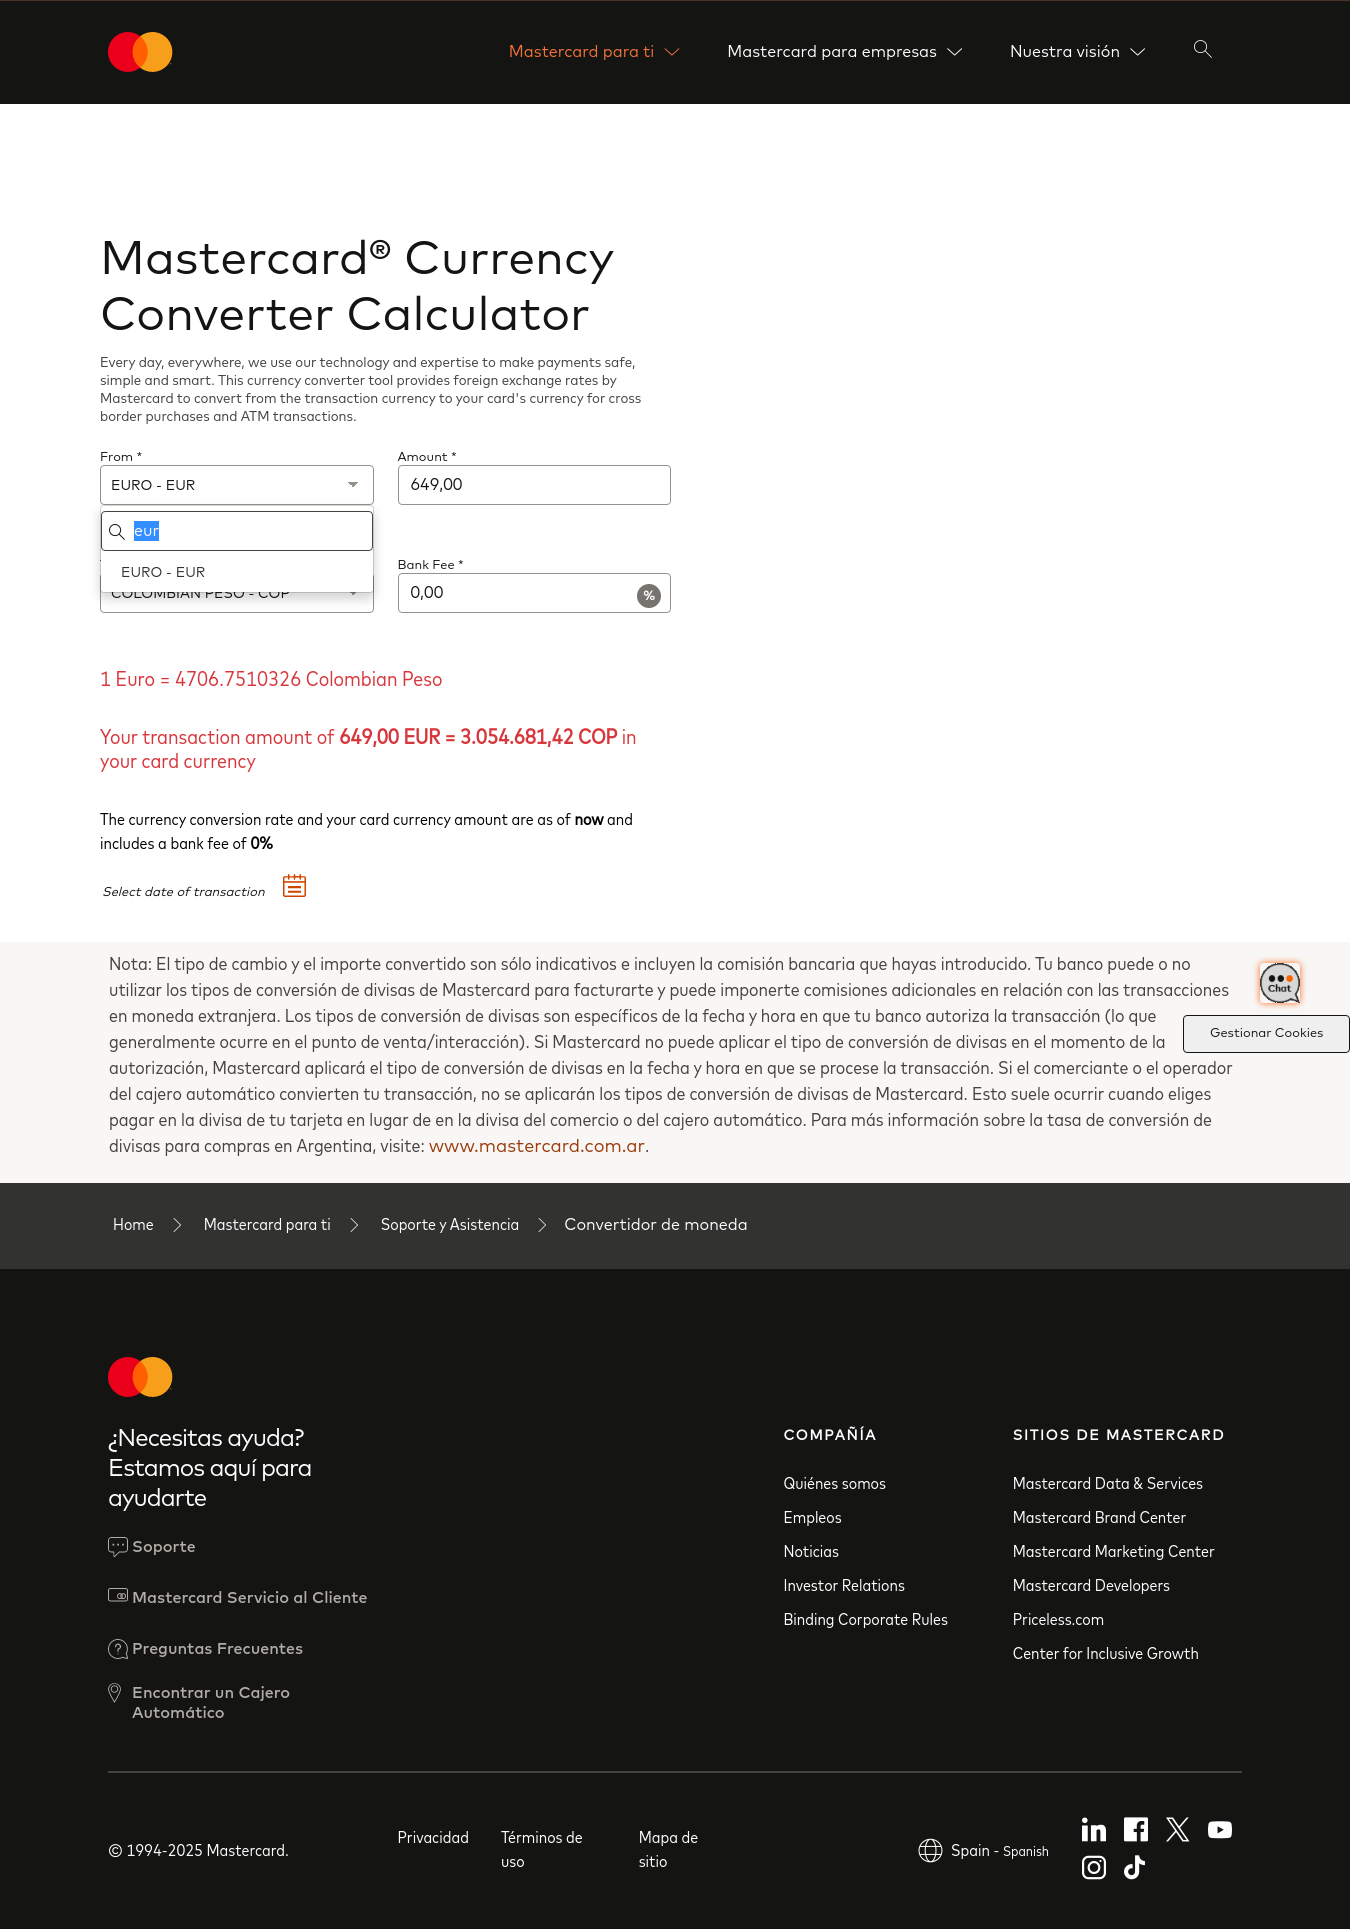 Mastercard para ti
Mastercard para empresas
Nuestra visión
Mastercard® Currency
Converter Calculator
Every day, everywhere, we use our technology and expertise to make payments safe,
simple and smart. This currency converter tool provides foreign exchange rates by
Mastercard to convert from the transaction currency to your card's currency for cross
border purchases and ATM transactions.
From *
Amount *
EURO - EUR
649,00
eur
EURO - EUR
Bank Fee *
COLOMBIAN PESO - COP
0,00
%
1 Euro = 4706.7510326 Colombian Peso
Your transaction amount of 649,00 EUR = 3.054.681,42 COP in
your card currency
The currency conversion rate and your card currency amount are as of now and
includes a bank fee of 0%
Select date of transaction
Nota: El tipo de cambio y el importe convertido son sólo indicativos e incluyen la comisión bancaria que hayas introducido. Tu banco puede o no
utilizar los tipos de conversión de divisas de Mastercard para facturarte y puede imponerte comisiones adicionales en relación con las transacciones
en moneda extranjera. Los tipos de conversión de divisas son específicos de la fecha y hora en que tu banco autoriza la transacción (lo que
generalmente ocurre en el punto de venta/interacción). Si Mastercard no puede aplicar el tipo de conversión de divisas en el momento de la
autorización, Mastercard aplicará el tipo de conversión de divisas en la fecha y hora en que se procese la transacción. Si el comerciante o el operador
del cajero automático convierten tu transacción, no se aplicarán los tipos de conversión de divisas de Mastercard. Esto suele ocurrir cuando eliges
pagar en la divisa de tu tarjeta en lugar de en la divisa del comercio o del cajero automático. Para más información sobre la tasa de conversión de
divisas para compras en Argentina, visite: www.mastercard.com.ar.
Chat
Gestionar Cookies
Home
Mastercard para ti
Soporte y Asistencia
Convertidor de moneda
¿Necesitas ayuda?
Estamos aquí para
ayudarte
Soporte
Mastercard Servicio al Cliente
Preguntas Frecuentes
Encontrar un Cajero
Automático
COMPAÑÍA
Quiénes somos
Empleos
Noticias
Investor Relations
Binding Corporate Rules
SITIOS DE MASTERCARD
Mastercard Data & Services
Mastercard Brand Center
Mastercard Marketing Center
Mastercard Developers
Priceless.com
Center for Inclusive Growth
© 1994-2025 Mastercard.
Privacidad
Términos de
uso
Mapa de
sitio
Spain - Spanish